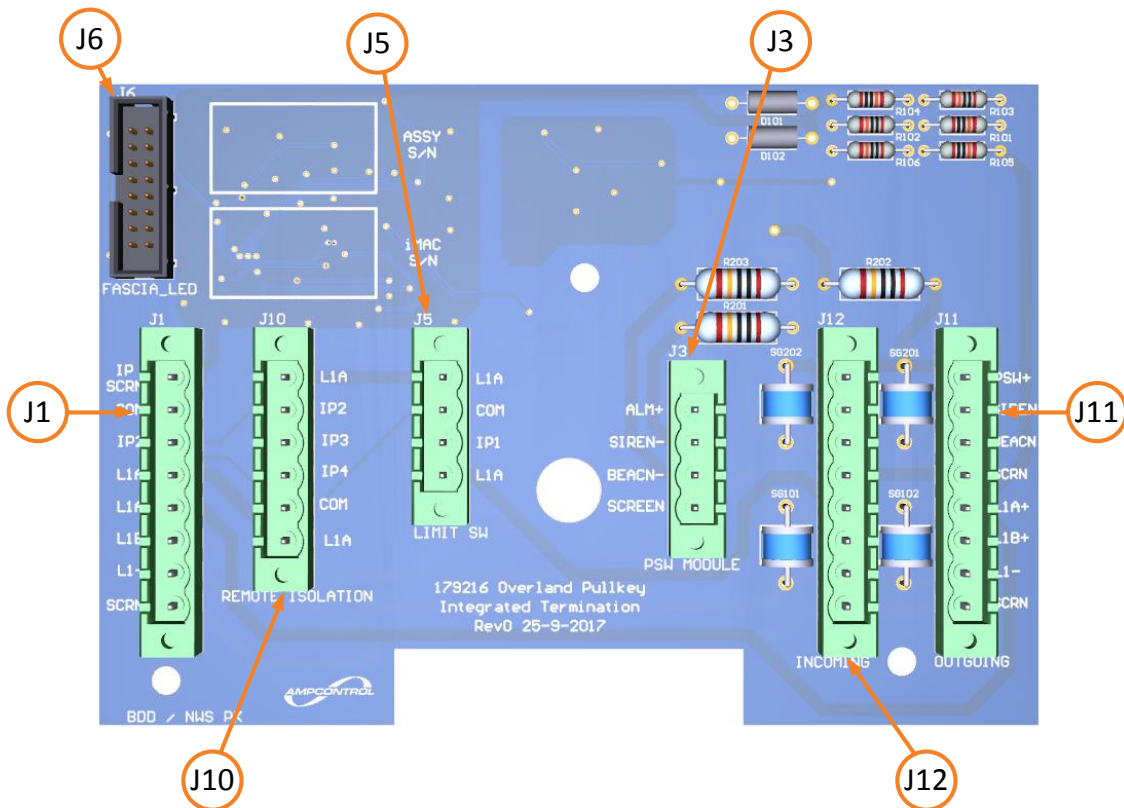 J6
J5
J3
J6
ASSY
S/N
iMAC
S/N
FASCIA_LED
D101
D102
R104
R103
R102
R101
R106
R105
R203
R202
R201
J1
J10
J5
J3
J12
J11
SG202
SG201
IP
SCRN
IP2
L1A
L1A
L1B
L1-
SCRN
L1A
IP2
IP3
IP4
COM
L1A
L1A
COM
IP1
L1A
ALM+
SIREN-
BEACN-
SCREEN
PSW+
SCRN
L1A+
L1B+
L1-
SCRN
J1
J11
SG101
SG102
LIMIT SW
PSW MODULE
REMOTE ISOLATION
179216 Overland Pullkey
Integrated Termination
Rev0 25-9-2017
INCOMING
OUTGOING
AMPCONTROL
BDD / NWS PK
J10
J12